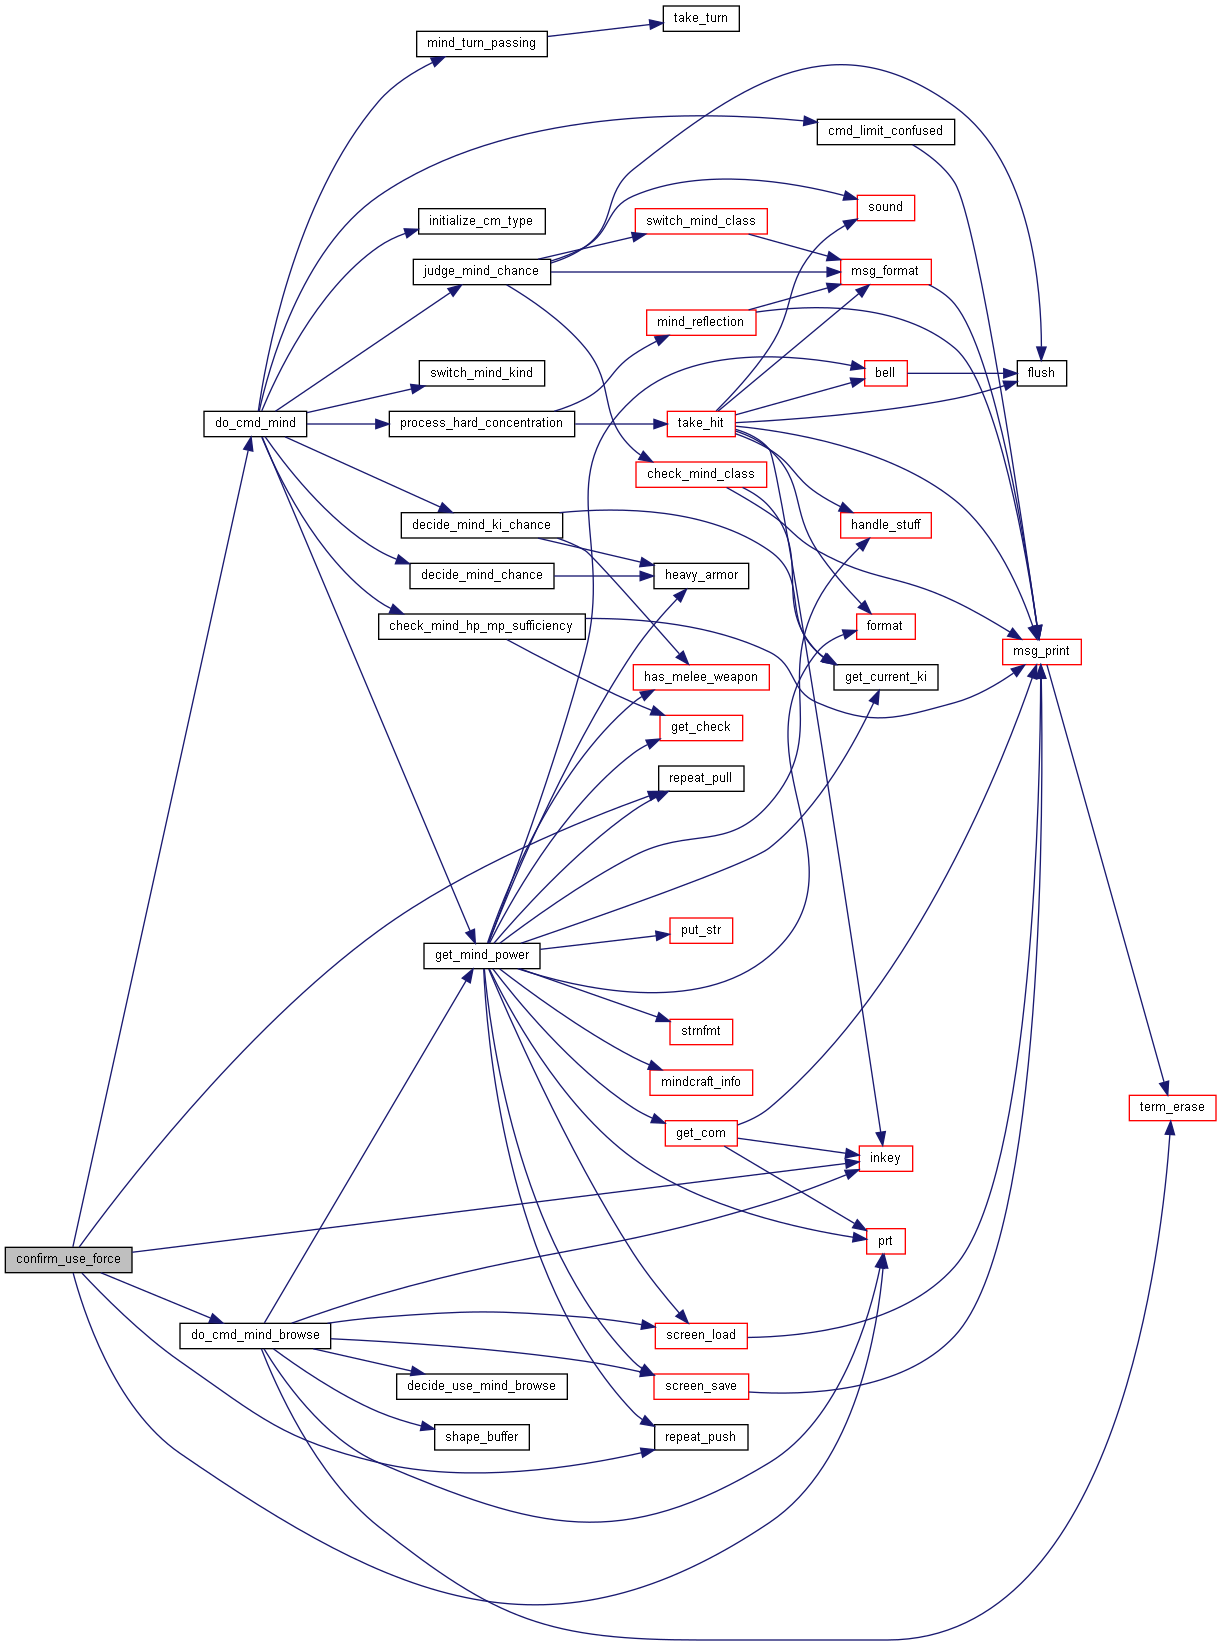 take_turn
mind_turn_passing
cmd_limit_confused
sound
initialize_cm_type
switch_mind_class
judge_mind_chance
msg_format
mind_reflection
switch_mind_kind
bell
flush
do_cmd_mind
process_hard_concentration
take_hit
check_mind_class
decide_mind_ki_chance
handle_stuff
decide_mind_chance
heavy_armor
check_mind_hp_mp_sufficiency
format
msg_print
has_melee_weapon
get_current_ki
get_check
repeat_pull
put_str
get_mind_power
strnfmt
mindcraft_info
term_erase
get_com
inkey
prt
confirm_use_force
do_cmd_mind_browse
screen_load
decide_use_mind_browse
screen_save
shape_buffer
repeat_push